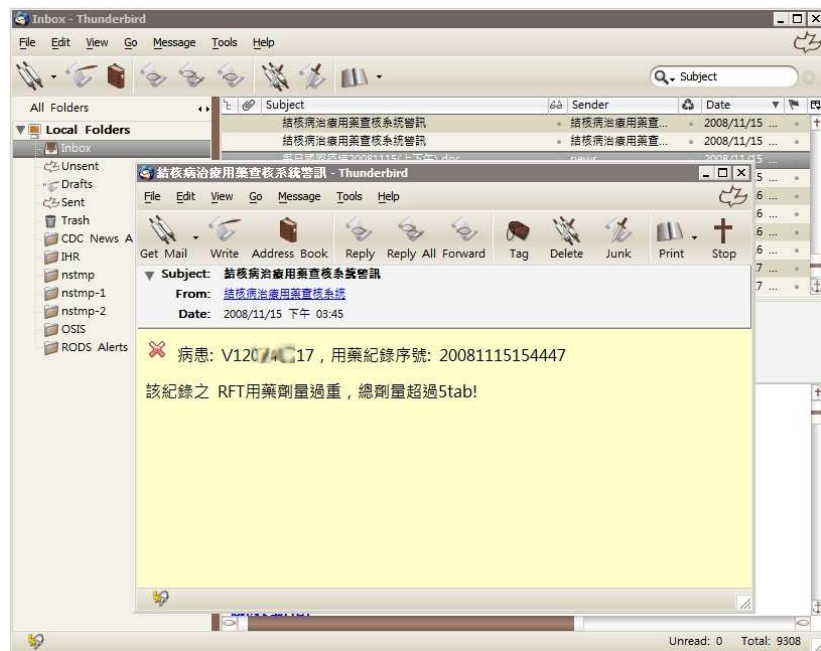 Inbox - Thunderbird
File Edit View Go Message Tools Help
Subject
All Folders
Subject Sender Date
Local Folders
結核病治療用藥查核系統警訊 結核病治療用藥查... 2008/11/15 ...
Inbox
結核病治療用藥查核系統警訊 結核病治療用藥查... 2008/11/15 ...
Unsent
Drafts
Sent
Trash
CDC News A
IHR
nstmp
nstmp-1
nstmp-2
OSIS
RODS Alerts
結核病治療用藥查核系統警訊 - Thunderbird
File Edit View Go Message Tools Help
Get Mail Write Address Book Reply Reply All Forward Tag Delete Junk Print Stop
Subject: 結核病治療用藥查核系統警訊
From: 結核病治療用藥查核系統
Date: 2008/11/15 下午 03:45
病患: 17 , 用藥紀錄序號: 20081115154447
該紀錄之 RFT用藥劑量過重 , 總劑量超過5tab!
Unread: 0 Total: 9308